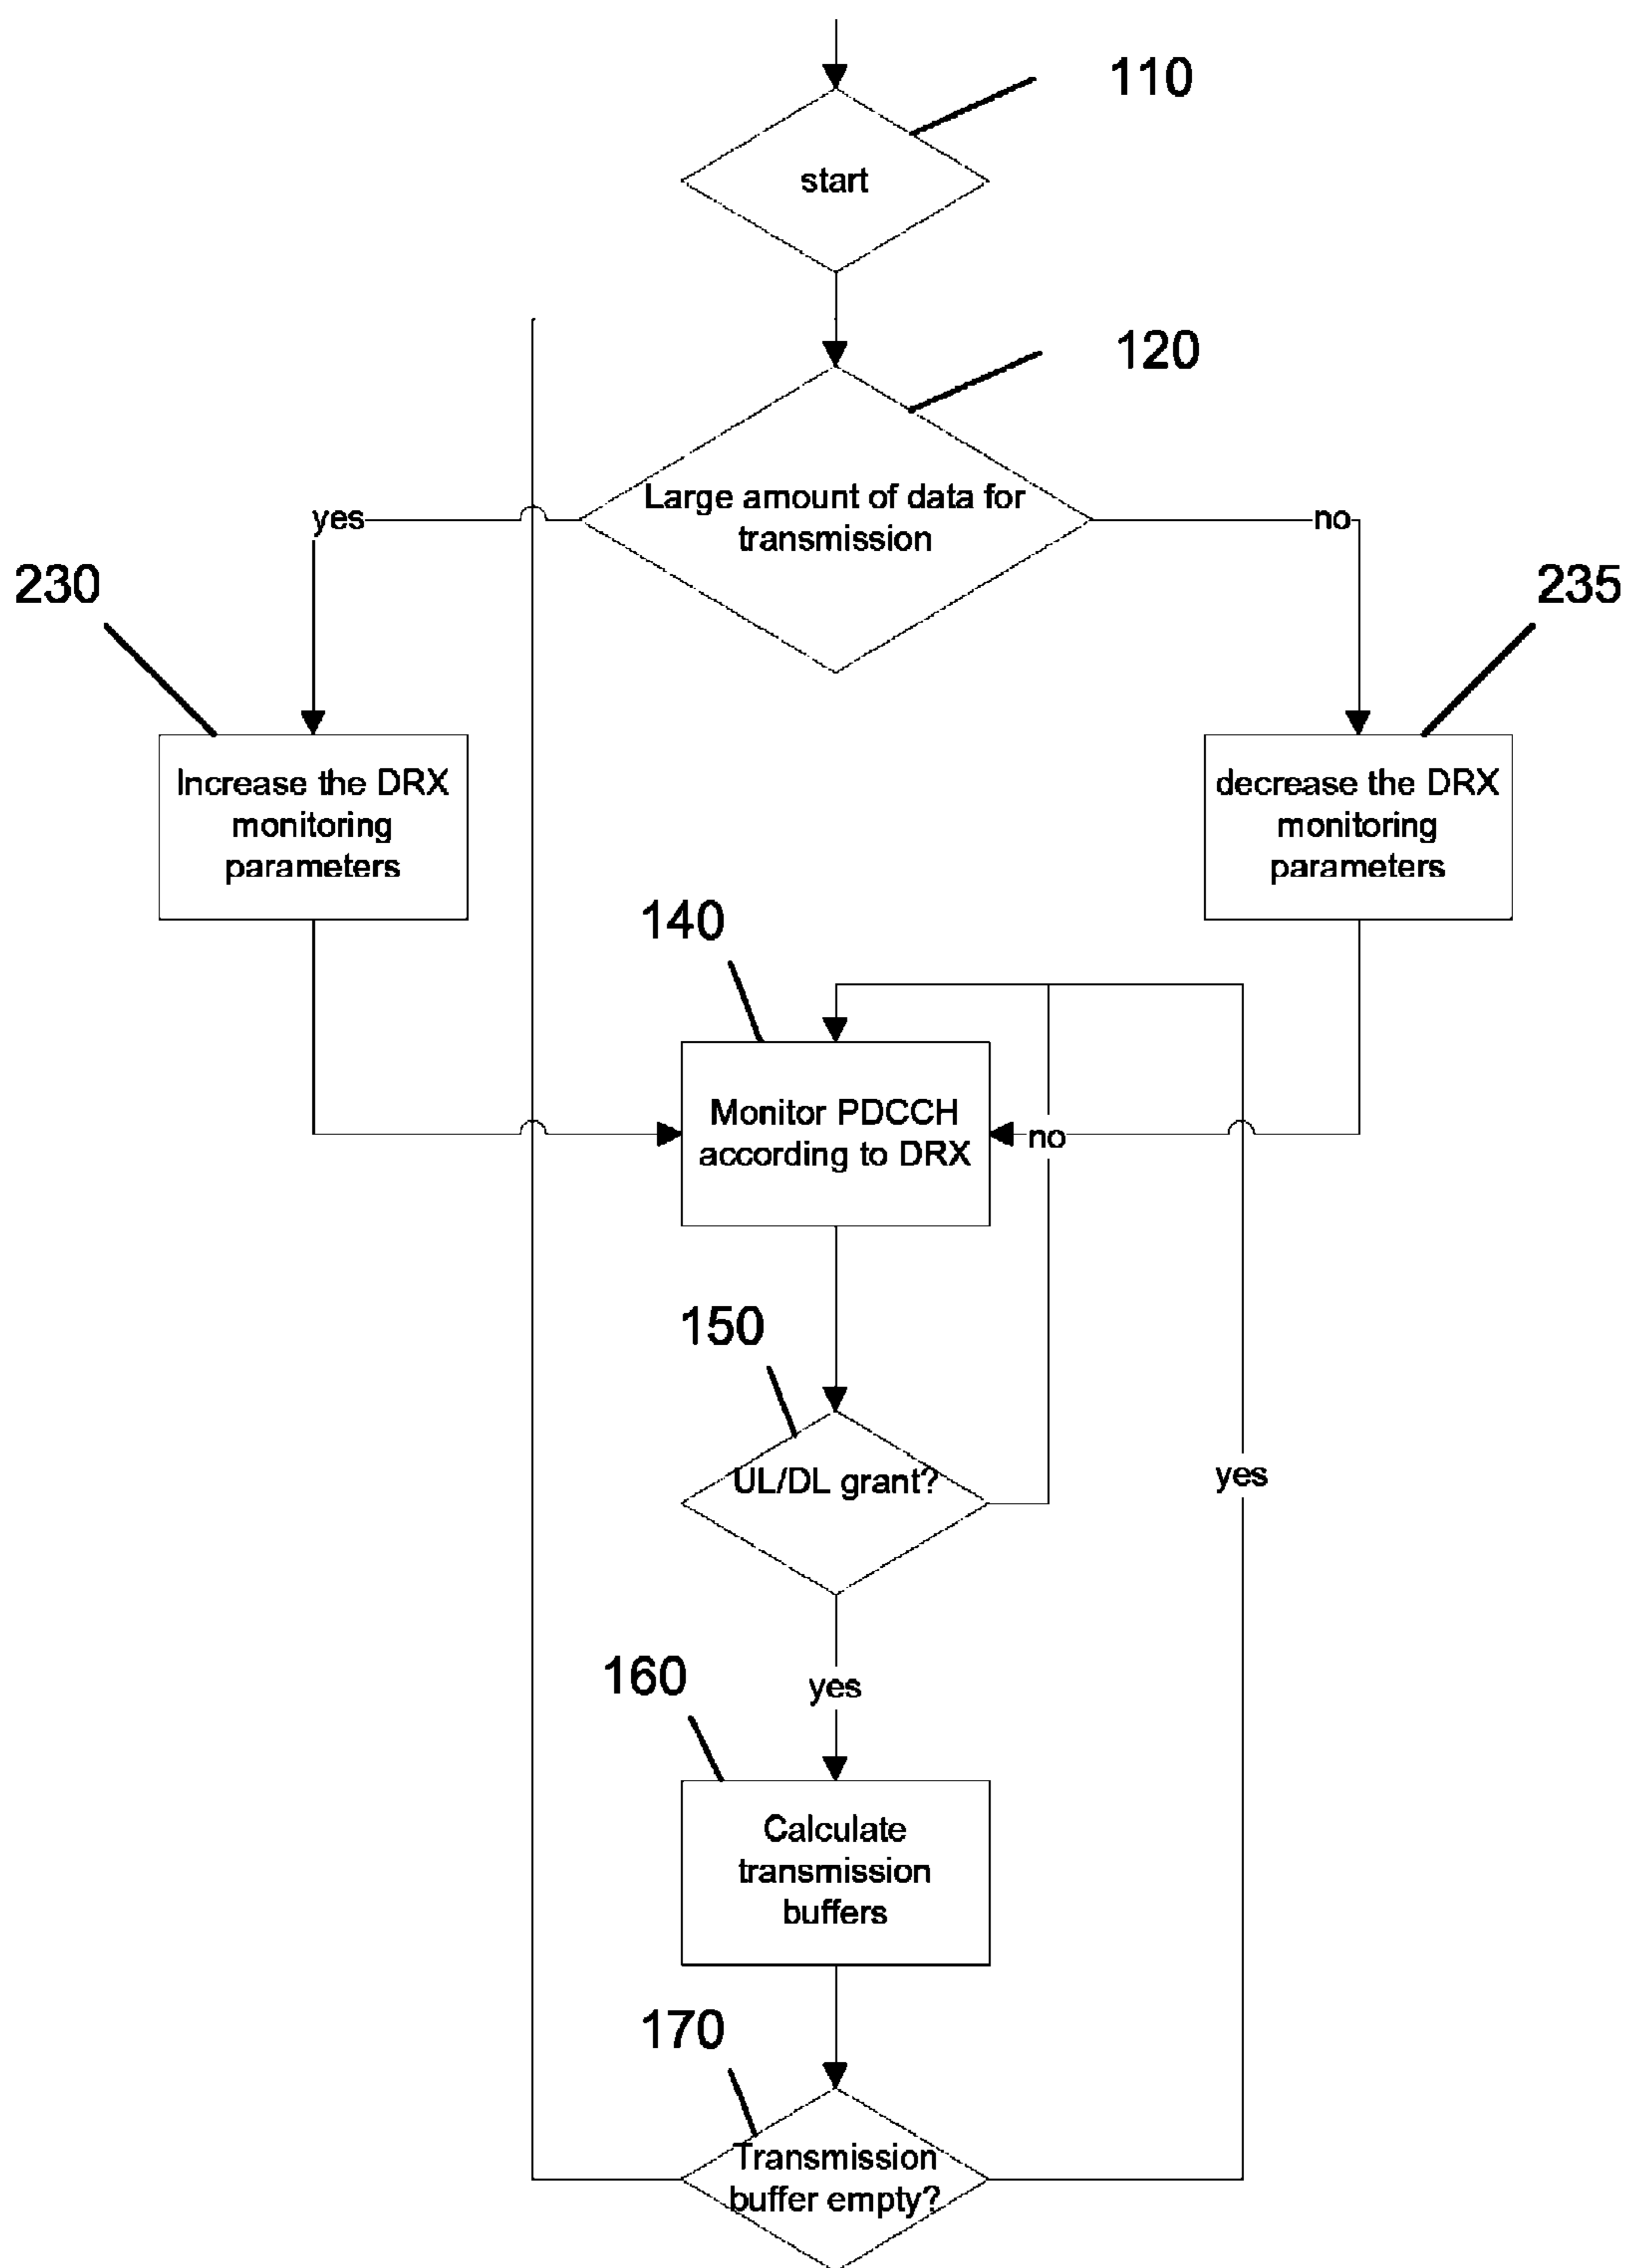 110
start
120
Large amount of data for
transmission
yes
no
230
235
Increase the DRX
monitoring
parameters
decrease the DRX
monitoring
parameters
140
Monitor PDCCH
according to DRX
no
150
UL/DL grant?
yes
160
yes
Calculate
transmission
buffers
170
Transmission
buffer empty?